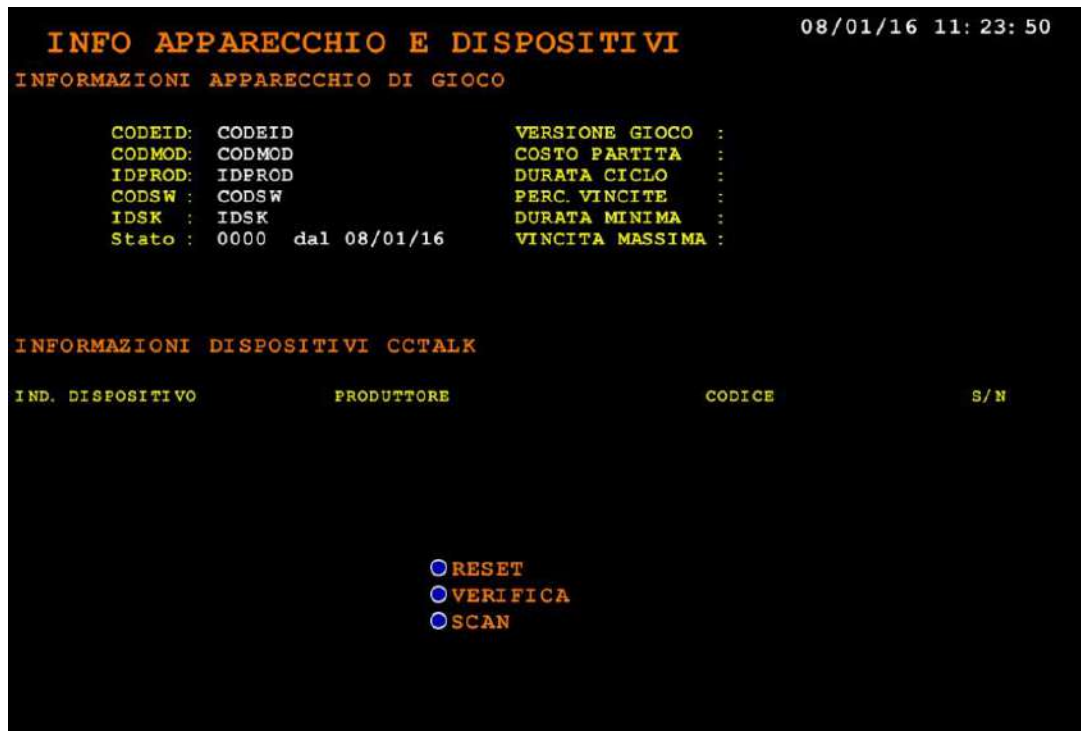 INFO APPARECCHIO E DISPOSITIVI 08/01/16 11:23:50
INFORMAZIONI APPARECCHIO DI GIOCO
CODEID: CODEID VERSIONE GIOCO :
CODMOD: CODMOD COSTO PARTITA :
IDPROD: IDPROD DURATA CICLO :
CODSW : CODSW PERC. VINCITE :
IDSK : IDSK DURATA MINIMA :
Stato : 0000 dal 08/01/16 VINCITA MASSIMA :
INFORMAZIONI DISPOSITIVI CCTALK
IND. DISPOSITIVO PRODUTTORE CODICE S/N
RESET
VERIFICA
SCAN